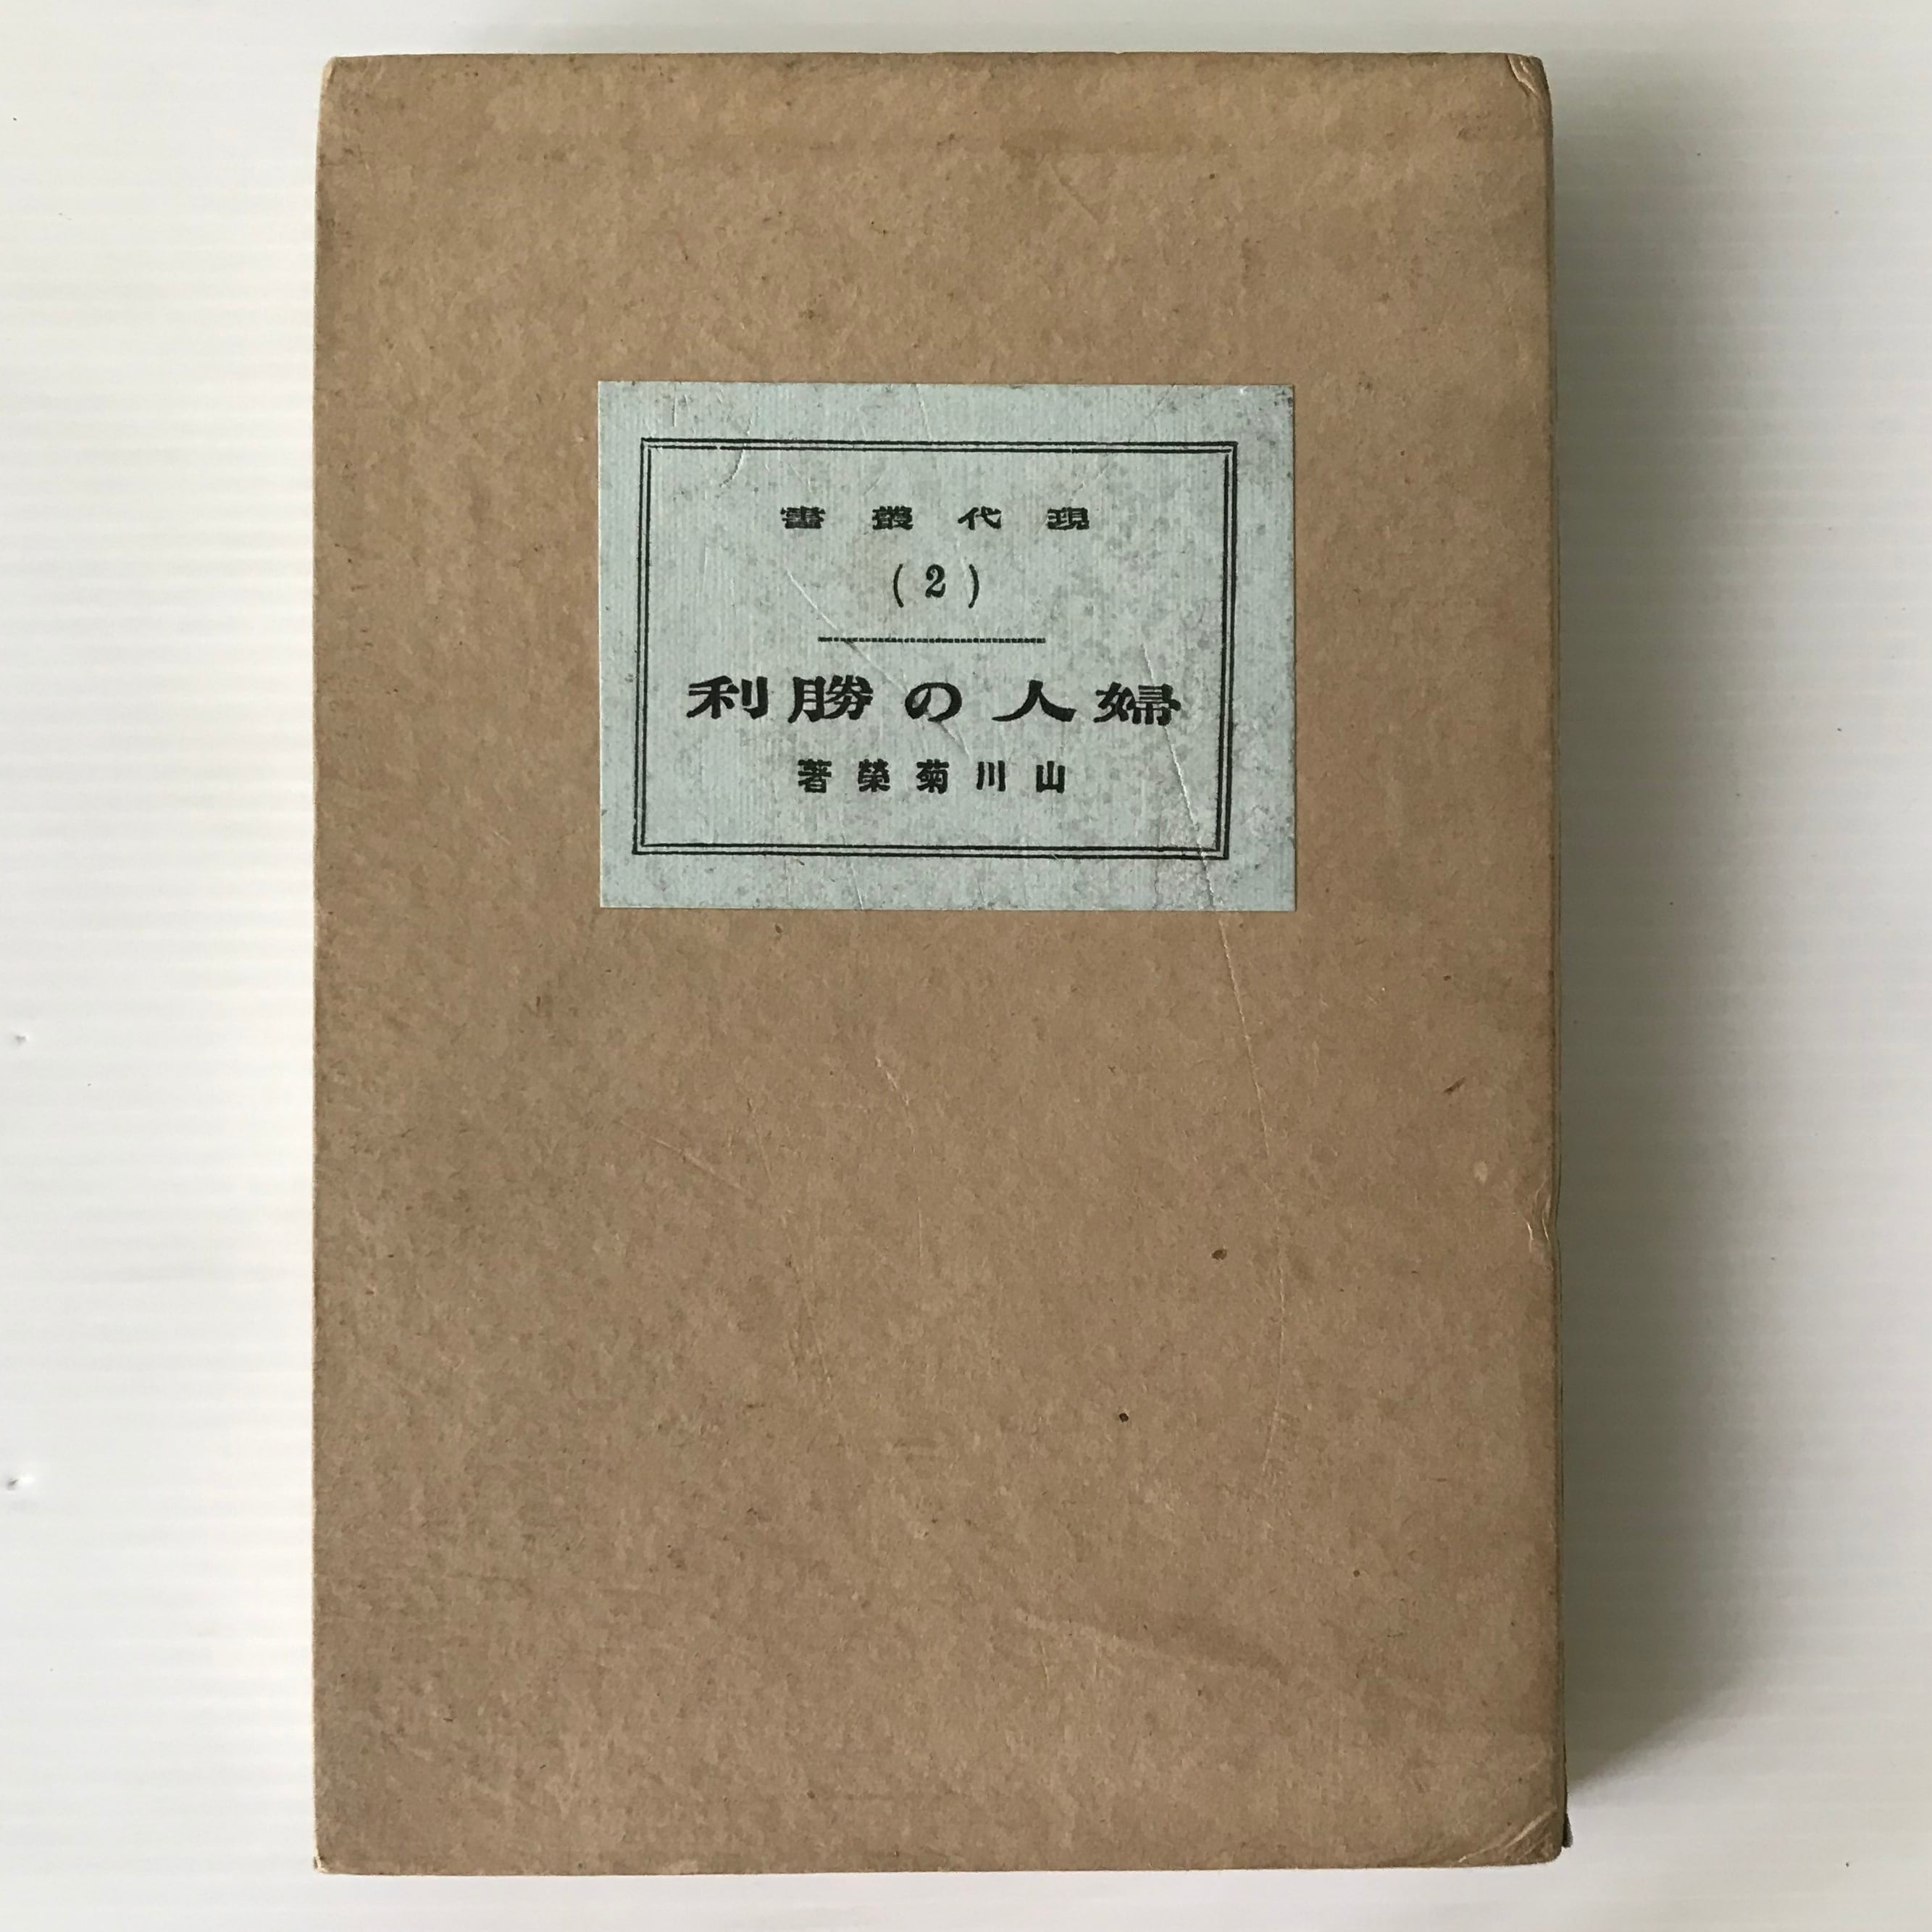 現代叢書
(2)
婦人の勝利
山川菊榮著